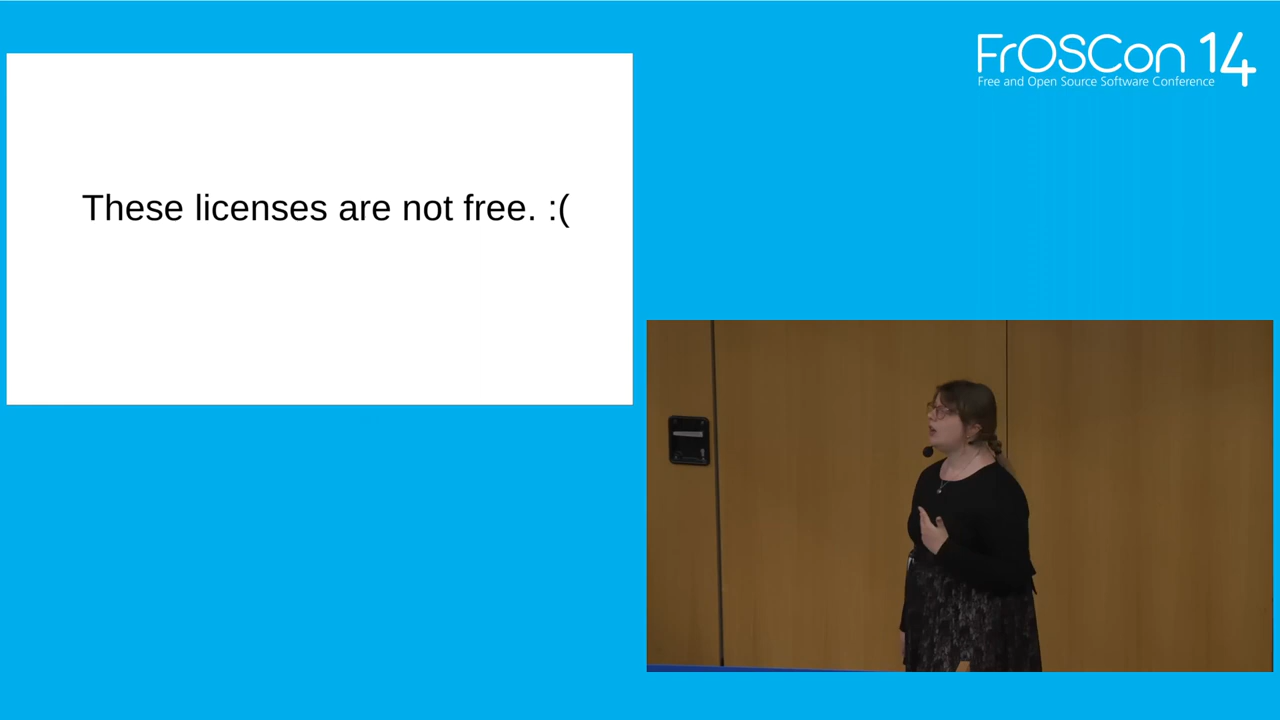 These licenses are not free. :(
FrOSCon 14
Free and Open Source Software Conference